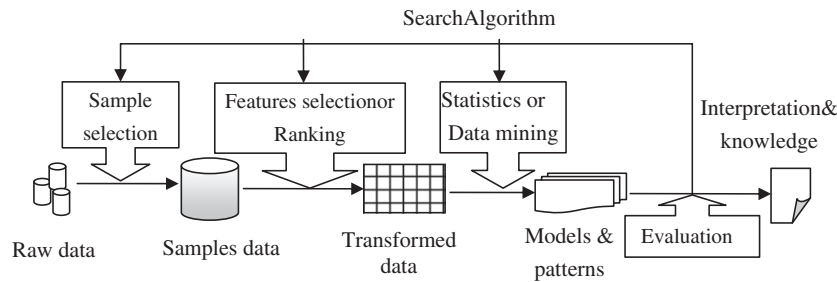 SearchAlgorithm
Sample
selection
Features selectionor
Ranking
Statistics or
Data mining
Interpretation&
knowledge
Raw data
Samples data
Transformed
data
Models &
patterns
Evaluation